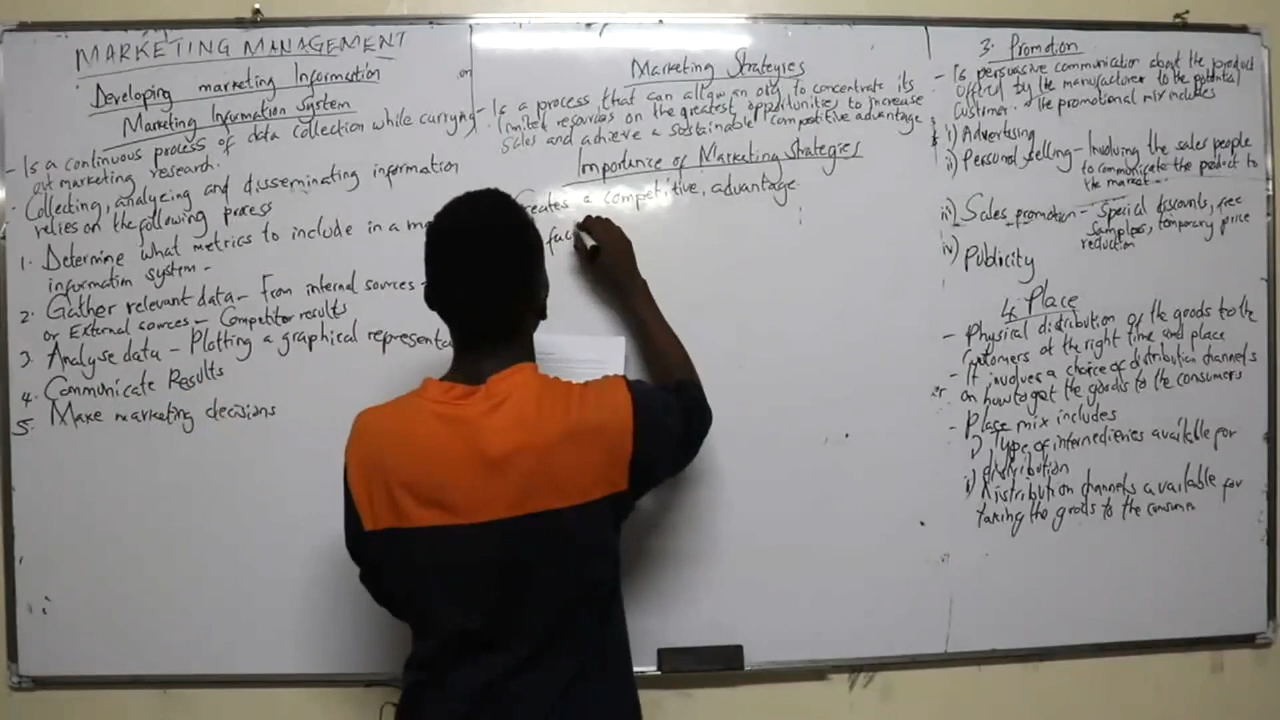 MARKETING MANAGEMENT
Developing marketing Information
Marketing Information System
- Is a continuous process of data collection while carrying
out marketing research.
- Collecting, analyzing and disseminating information
relies on the following process
1. Determine what metrics to include in a
information system -
2. Gather relevant data - From internal sources -
or External sources - Competitor results
3. Analyse data - Plotting a graphical
4. Communicate Results
5. Make marketing decisions
on
Marketing Strategies
- Is a process that can allow an org to concentrate its
limited resources on the greatest opportunities to increase
sales and achieve a sustainable competitive advantage
Importance of Marketing Strategies
Creates a competitive advantage
3. Promotion
- Is persuasive communication about the product
offered by the manufacturer to the potential
customer. The promotional mix includes
i) Advertising
ii) Personal selling - Involving the sales people
to communicate the product to
the market -
iii) Sales promotion - Special discounts, free
samples, temporary price
reduction
iv) Publicity
4. Place
- Physical distribution of the goods to the
customers at the right time and place
- It involves a choice of distribution channels
or on how to get the goods to the consumers
- Place mix includes
i) Type of intermedieries available for
distribution
ii) Distribution channels available for
taking the goods to the consumer